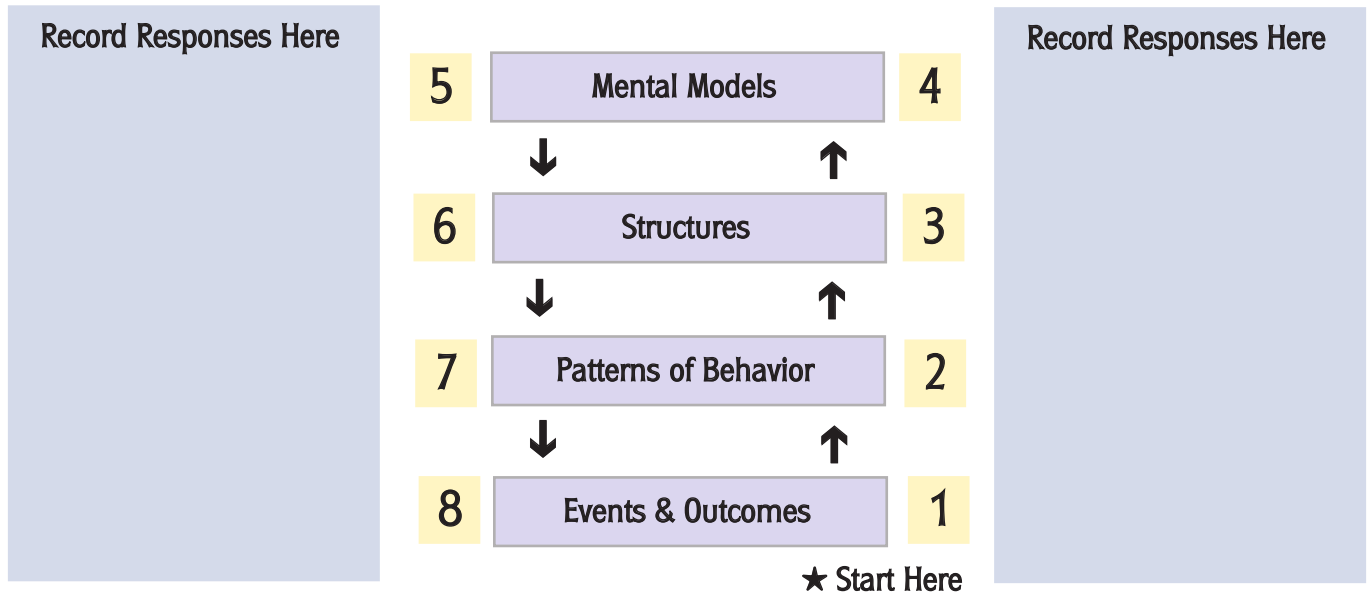 Record Responses Here
Record Responses Here
5 Mental Models 4
6 Structures 3
7 Patterns of Behavior 2
8 Events & Outcomes 1
★ Start Here